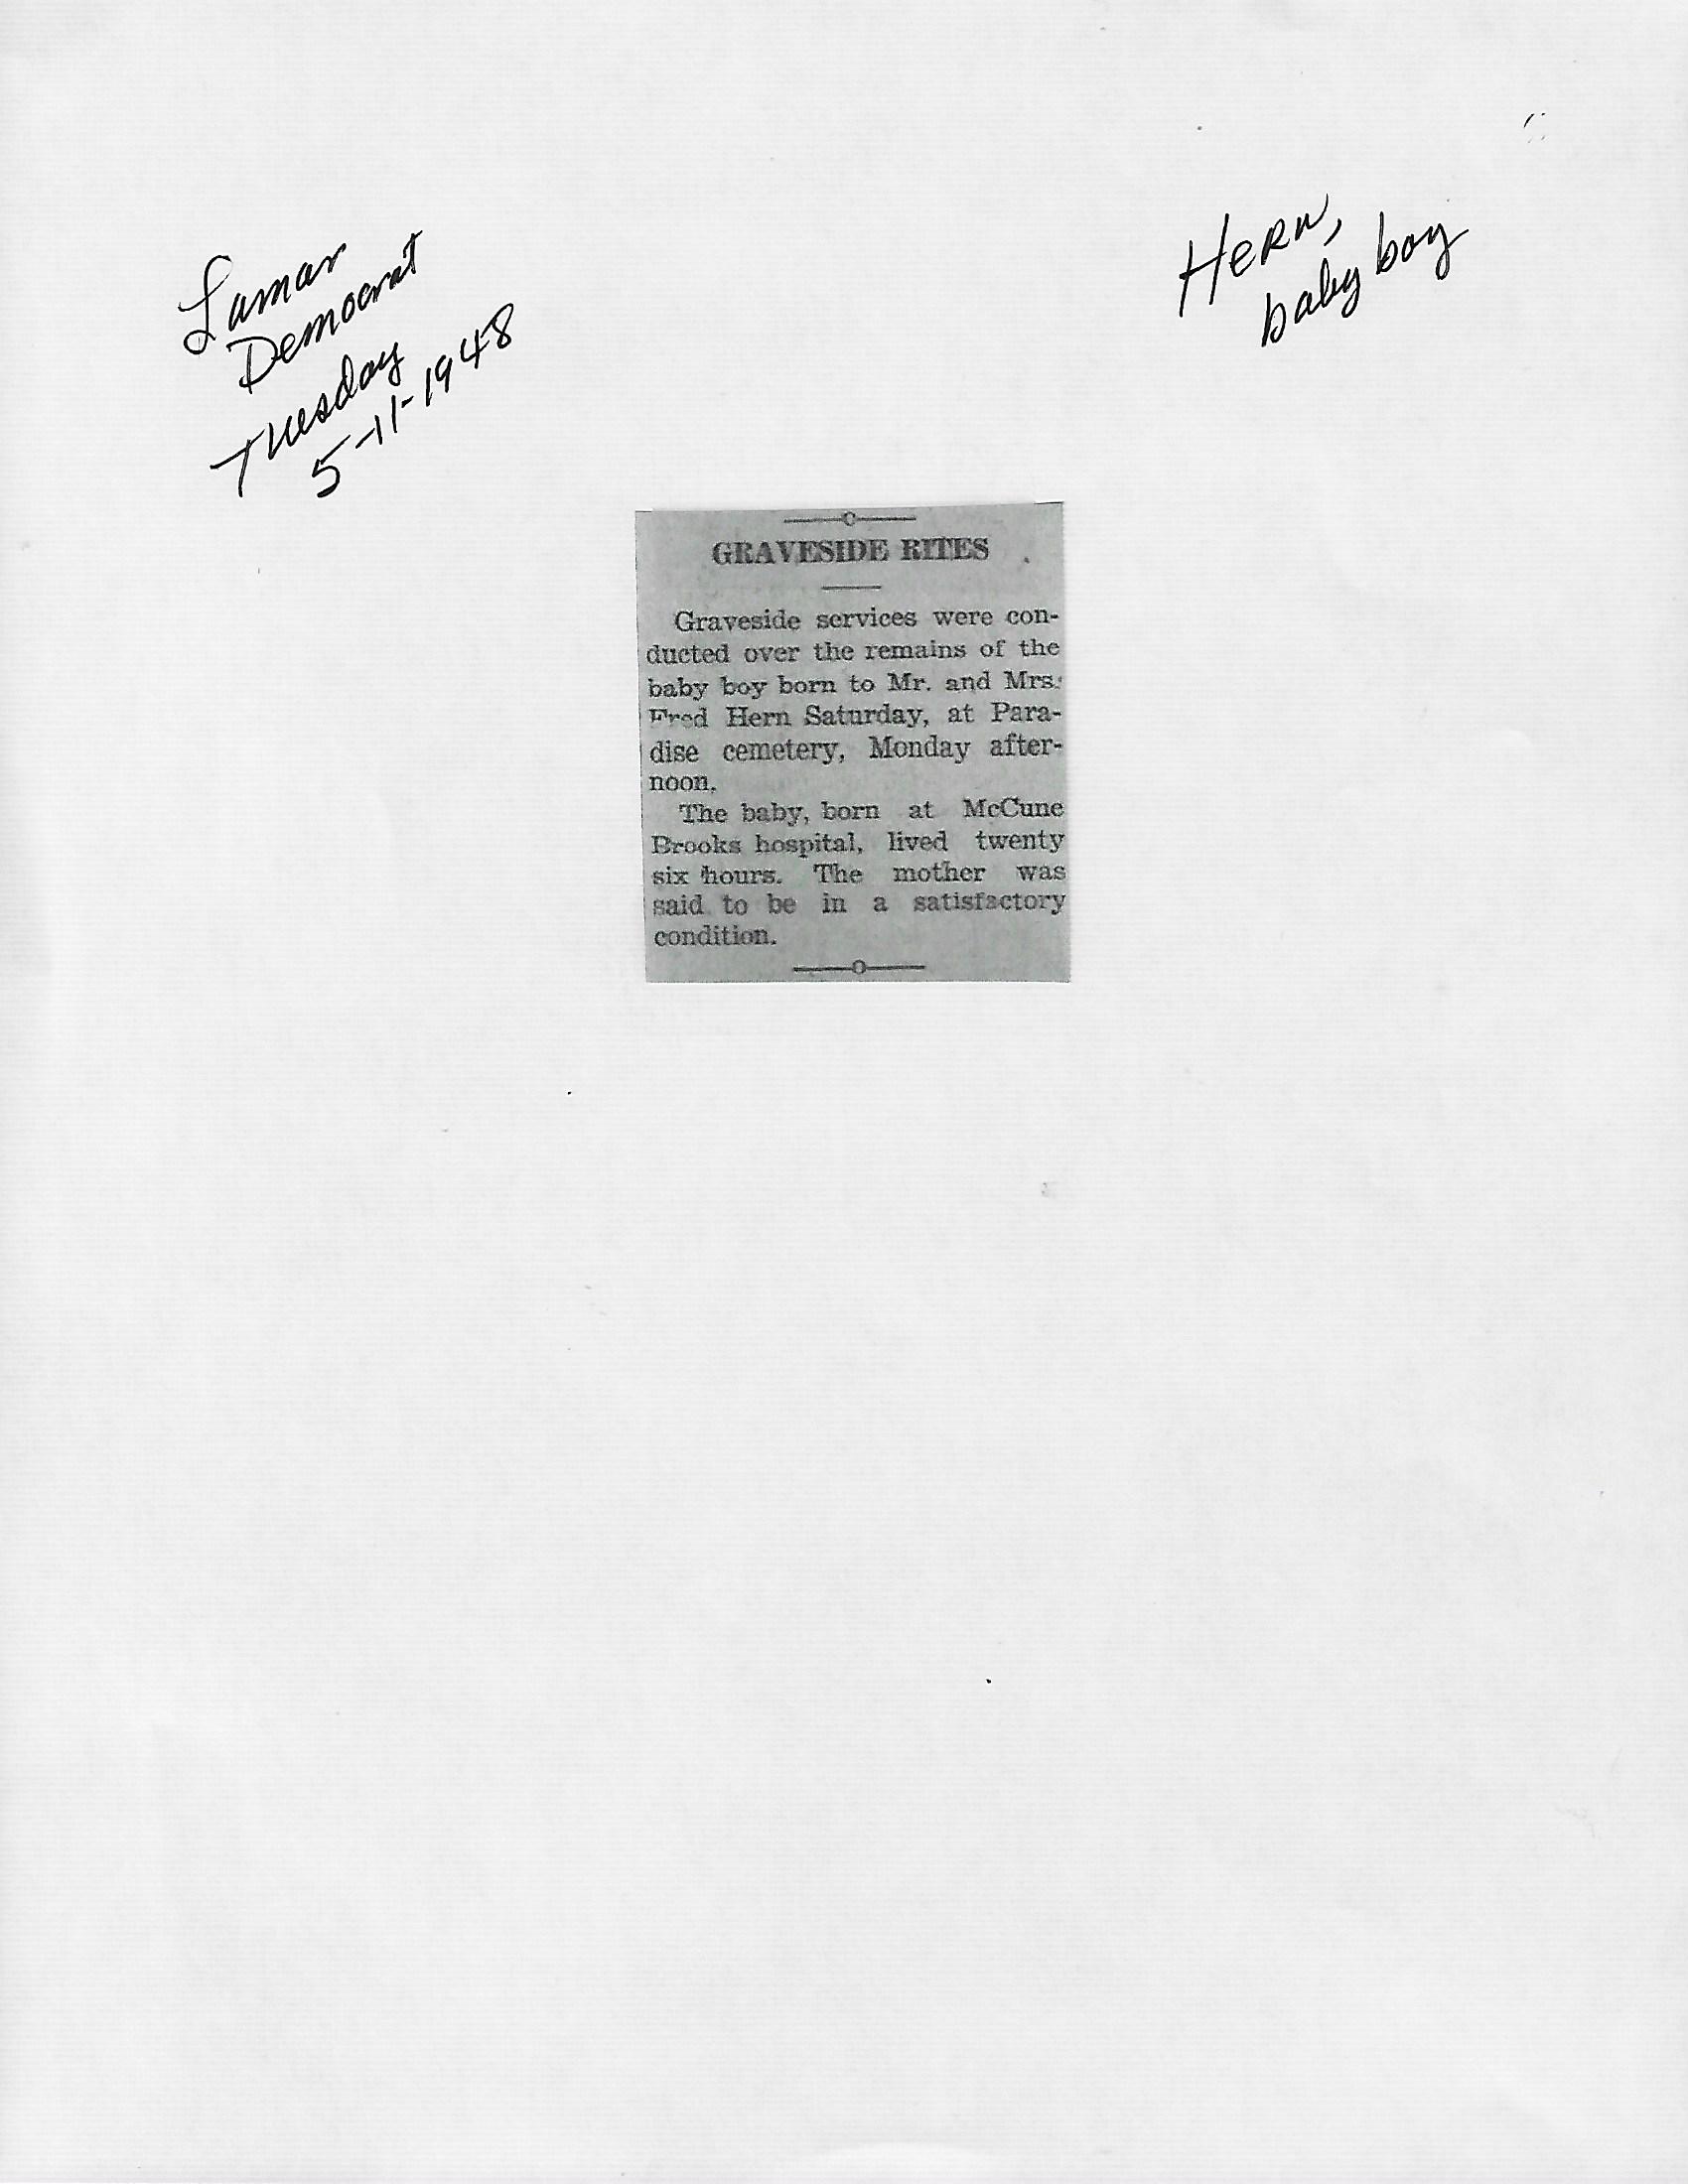 Lamar
Democrat
Tuesday
5-11-1948
Hern,
baby boy
GRAVESIDE RITES
Graveside services were con-
ducted over the remains of the
baby boy born to Mr. and Mrs.
Fred Hern Saturday, at Para-
dise cemetery, Monday after-
noon.
The baby, born at McCune
Brooks hospital, lived twenty
six hours. The mother was
said to be in a satisfactory
condition.